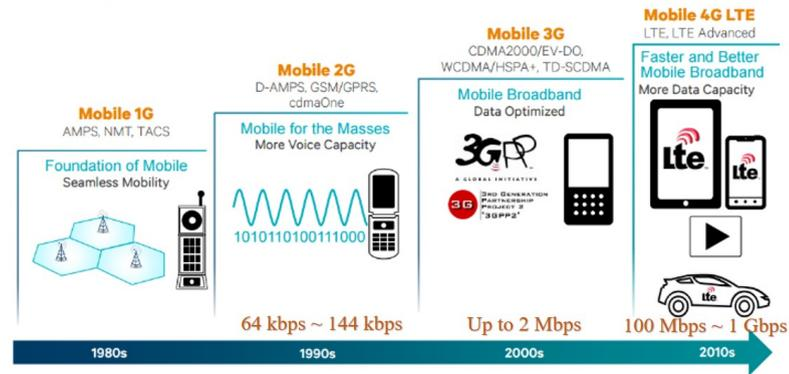 Mobile 1G
AMPS, NMT, TACS
Foundation of Mobile
Seamless Mobility
Mobile 2G
D-AMPS, GSM/GPRS,
cdmaOne
Mobile for the Masses
More Voice Capacity
1010110100111000
64 kbps ~ 144 kbps
Mobile 3G
CDMA2000/EV-DO,
WCDMA/HSPA+, TD-SCDMA
Mobile Broadband
Data Optimized
3GPP™
A GLOBAL INITIATIVE
3G
3RD GENERATION
PARTNERSHIP
PROJECT 2
"3GPP2"
Up to 2 Mbps
Mobile 4G LTE
LTE, LTE Advanced
Faster and Better
Mobile Broadband
More Data Capacity
Lte
Lte
Lte
100 Mbps ~ 1 Gbps
1980s
1990s
2000s
2010s